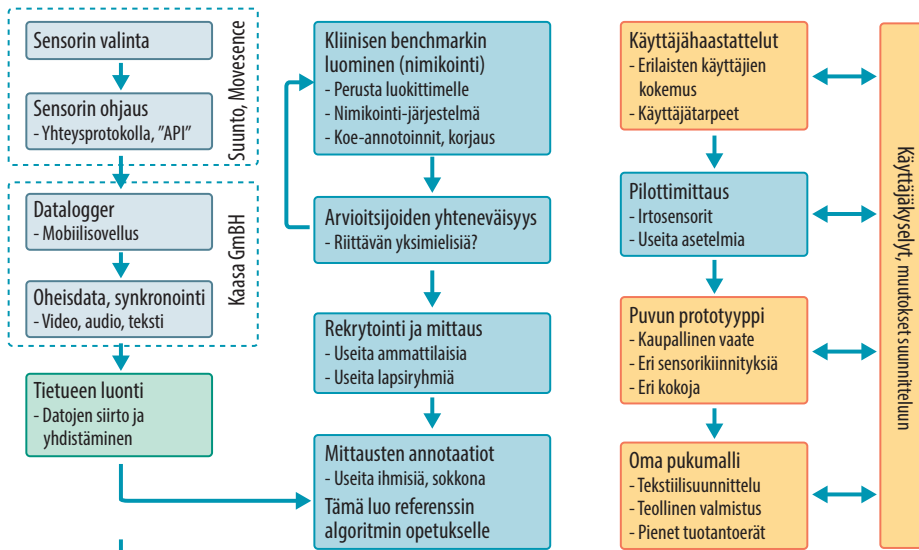 Sensorin valinta
Sensorin ohjaus
- Yhteysprotokolla, ”API”
Suunto, Movesence
Datalogger
- Mobiilisovellus
Oheisdata, synkronointi
- Video, audio, teksti
Kaasa GmBH
Tietueen luonti
- Datojen siirto ja
yhdistäminen
Kliinisen benchmarkin
luominen (nimikointi)
- Perusta luokittimelle
- Nimikointi-järjestelmä
- Koe-annotoinnit, korjaus
Arvioitsijoiden yhteneväisyys
- Riittävän yksimielisiä?
Rekrytointi ja mittaus
- Useita ammattilaisia
- Useita lapsiryhmiä
Mittausten annotaatiot
- Useita ihmisiä, sokkona
Tämä luo referenssin
algoritmin opetukselle
Käyttäjähaastattelut
- Erilaisten käyttäjien
kokemus
- Käyttäjätarpeet
Pilottimittaus
- Irtosensorit
- Useita asetelmia
Puvun prototyyppi
- Kaupallinen vaate
- Eri sensorikiinnityksiä
- Eri kokoja
Oma pukumalli
- Tekstiilisuunnittelu
- Teollinen valmistus
- Pienet tuotantoerät
Käyttäjäkyselyt, muutokset suunnitteluun